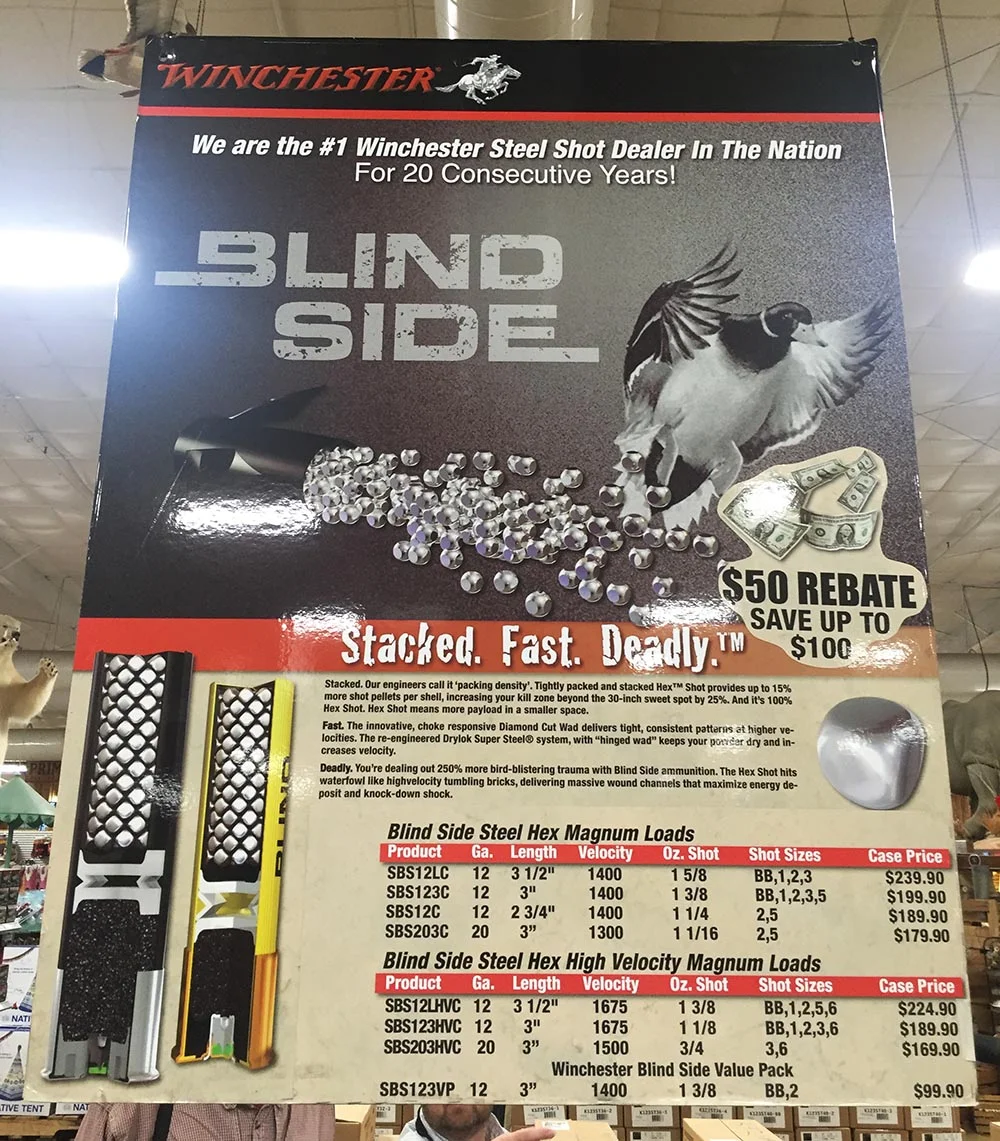 WINCHESTER®
We are the #1 Winchester Steel Shot Dealer In The Nation
For 20 Consecutive Years!
BLIND
SIDE
$50 REBATE
SAVE UP TO
$100
Stacked. Fast. Deadly.™
Stacked. Our engineers call it 'packing density'. Tightly packed and stacked Hex™ Shot provides up to 15%
more shot pellets per shell, increasing your kill zone beyond the 30-inch sweet spot by 25%. And it's 100%
Hex Shot. Hex Shot means more payload in a smaller space.
Fast. The innovative, choke responsive Diamond Cut Wad delivers tight, consistent patterns at higher ve-
locities. The re-engineered Drylok Super Steel® system, with "hinged wad" keeps your powder dry and in-
creases velocity.
Deadly. You're dealing out 250% more bird-blistering trauma with Blind Side ammunition. The Hex Shot hits
waterfowl like highvelocity tumbling bricks, delivering massive wound channels that maximize energy de-
posit and knock-down shock.
BLIND
Blind Side Steel Hex Magnum Loads
Product Ga. Length Velocity Oz. Shot Shot Sizes Case Price
SBS12LC 12 3 1/2" 1400 1 5/8 BB,1,2,3 $239.90
SBS123C 12 3" 1400 1 3/8 BB,1,2,3,5 $199.90
SBS12C 12 2 3/4" 1400 1 1/4 2,5 $189.90
SBS203C 20 3" 1300 1 1/16 2,5 $179.90
Blind Side Steel Hex High Velocity Magnum Loads
Product Ga. Length Velocity Oz. Shot Shot Sizes Case Price
SBS12LHVC 12 3 1/2" 1675 1 3/8 BB,1,2,5,6 $224.90
SBS123HVC 12 3" 1675 1 1/8 BB,1,2,3,6 $189.90
SBS203HVC 20 3" 1500 3/4 3,6 $169.90
Winchester Blind Side Value Pack
SBS123VP 12 3" 1400 1 3/8 BB,2 $99.90